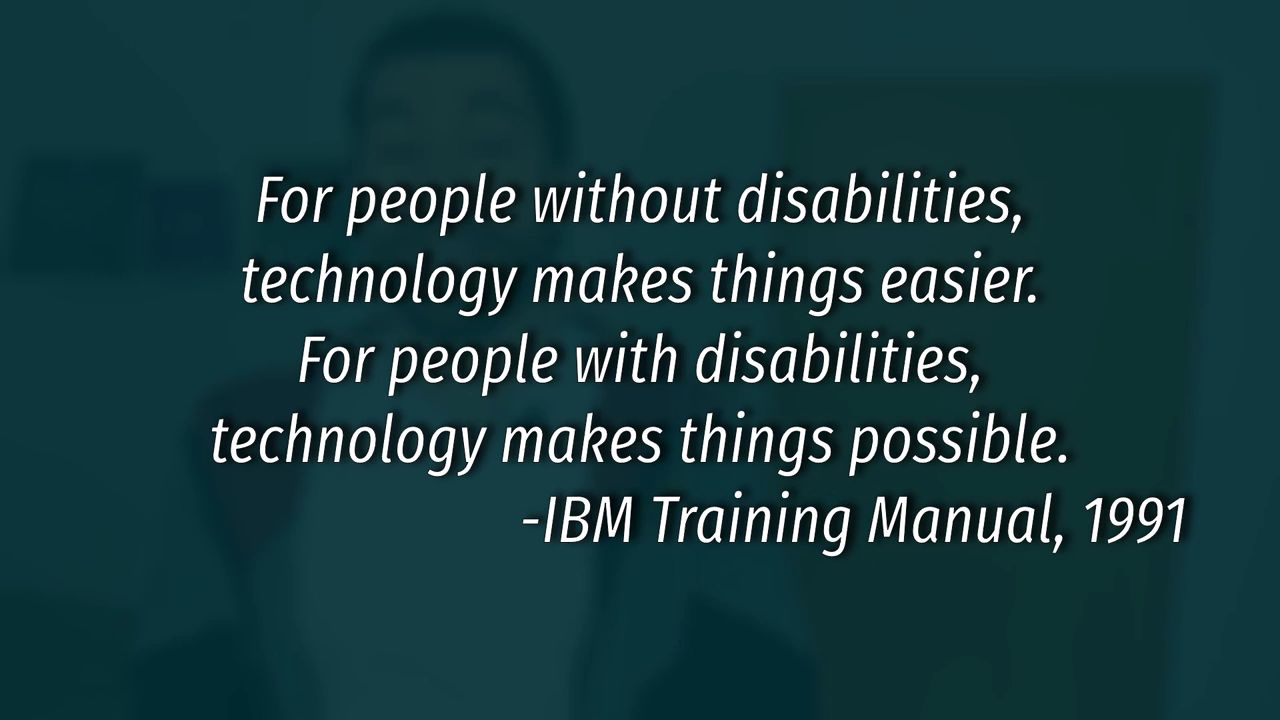 For people without disabilities,
technology makes things easier.
For people with disabilities,
technology makes things possible.
-IBM Training Manual, 1991